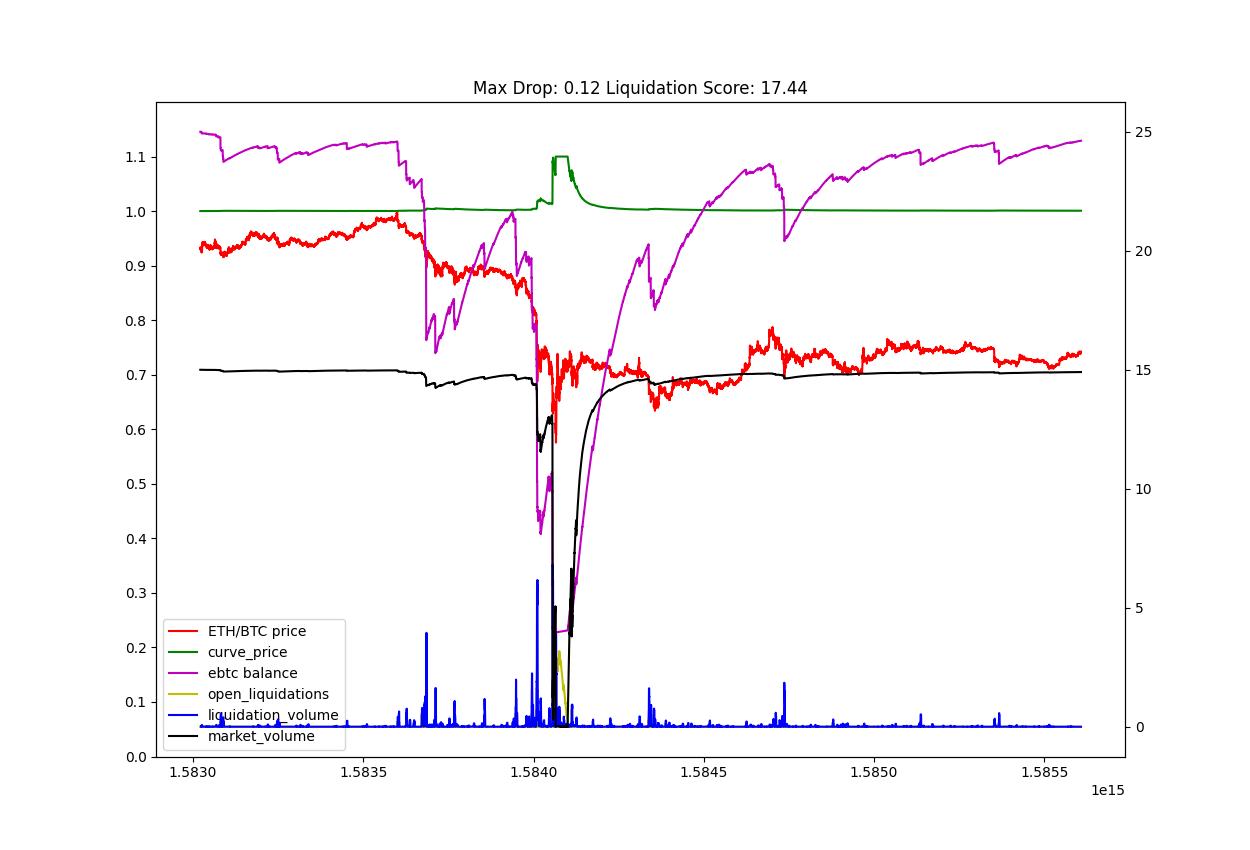 Max Drop: 0.12 Liquidation Score: 17.44
1.1
1.0
0.9
0.8
0.7
0.6
0.5
0.4
0.3
0.2
0.1
0.0
25
20
15
10
5
0
ETH/BTC price
curve_price
ebtc balance
open_liquidations
liquidation_volume
market_volume
1.5830 1.5835 1.5840 1.5845 1.5850 1.5855
1e15